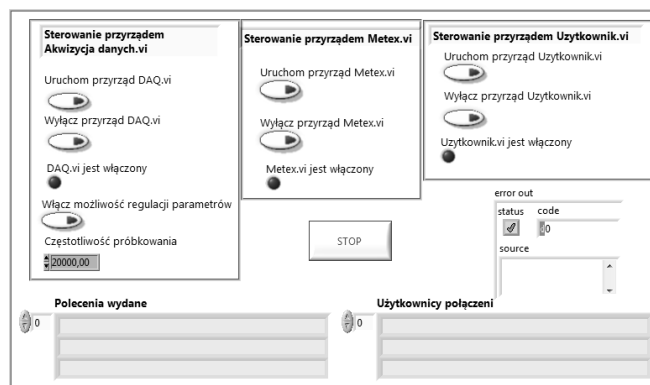 Sterowanie przyrządem
Akwizycja danych.vi
Uruchom przyrząd DAQ.vi
Wyłącz przyrząd DAQ.vi
DAQ.vi jest włączony
Włącz możliwość regulacji parametrów
Częstotliwość próbkowania
20000,00
Sterowanie przyrządem Metex.vi
Uruchom przyrząd Metex.vi
Wyłącz przyrząd Metex.vi
Metex.vi jest włączony
Sterowanie przyrządem Uzytkownik.vi
Uruchom przyrząd Uzytkownik.vi
Wyłącz przyrząd Uzytkownik.vi
Uzytkownik.vi jest włączony
STOP
error out
status code
0
source
Polecenia wydane
0
Użytkownicy połączeni
0